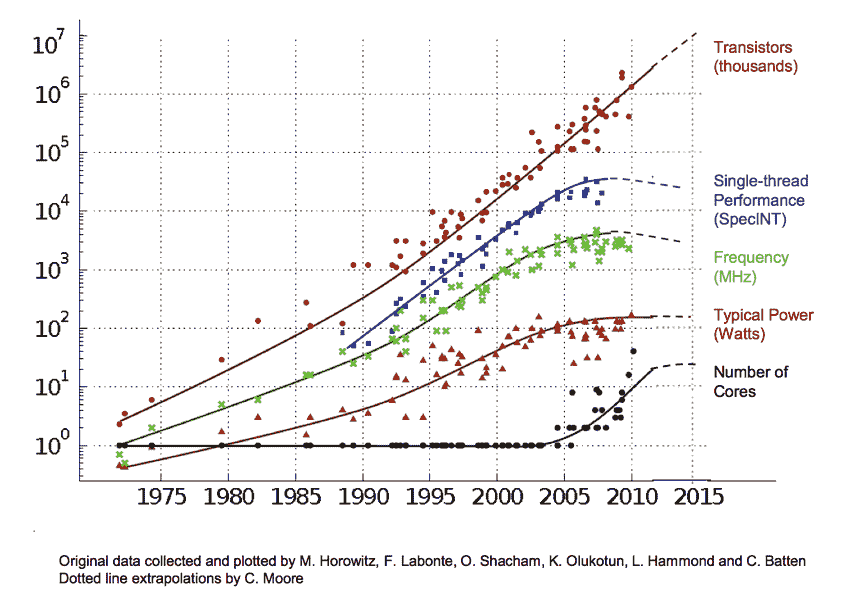 10^7
10^6
10^5
10^4
10^3
10^2
10^1
10^0
1975 1980 1985 1990 1995 2000 2005 2010 2015
Transistors
(thousands)
Single-thread
Performance
(SpecINT)
Frequency
(MHz)
Typical Power
(Watts)
Number of
Cores
Original data collected and plotted by M. Horowitz, F. Labonte, O. Shacham, K. Olukotun, L. Hammond and C. Batten
Dotted line extrapolations by C. Moore